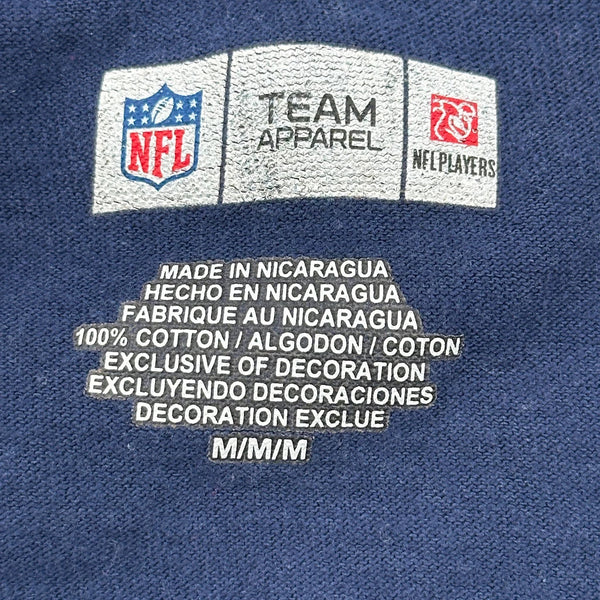 NFL
TEAM
APPAREL
NFLPLAYERS
MADE IN NICARAGUA
HECHO EN NICARAGUA
FABRIQUE AU NICARAGUA
100% COTTON / ALGODON / COTON
EXCLUSIVE OF DECORATION
EXCLUYENDO DECORACIONES
DECORATION EXCLUE
M/M/M